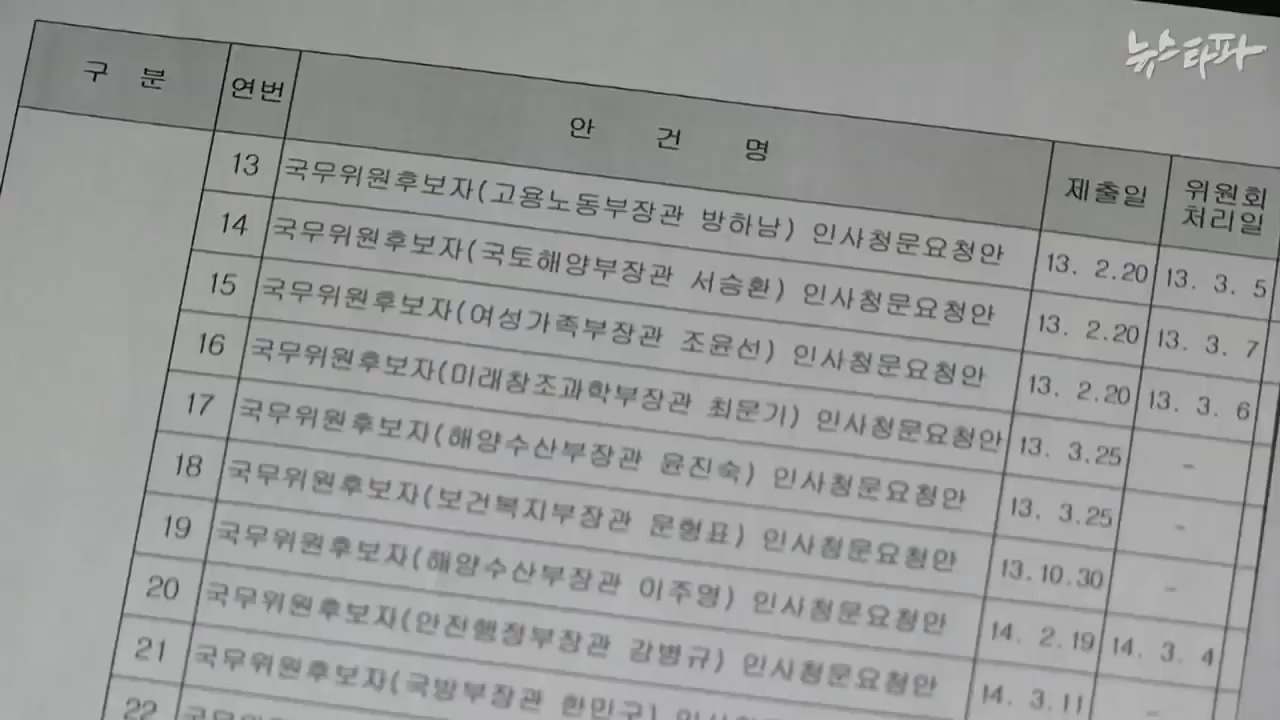 뉴스타파
구 분 연번 안 건 명 제출일 위원회
처리일
13 국무위원후보자(고용노동부장관 방하남) 인사청문요청안 13. 2.20 13. 3. 5
14 국무위원후보자(국토해양부장관 서승환) 인사청문요청안 13. 2.20 13. 3. 7
15 국무위원후보자(여성가족부장관 조윤선) 인사청문요청안 13. 2.20 13. 3. 6
16 국무위원후보자(미래창조과학부장관 최문기) 인사청문요청안 13. 3.25 -
17 국무위원후보자(해양수산부장관 윤진숙) 인사청문요청안 13. 3.25 -
18 국무위원후보자(보건복지부장관 문형표) 인사청문요청안 13.10.30 -
19 국무위원후보자(해양수산부장관 이주영) 인사청문요청안 14. 2.19 14. 3. 4
20 국무위원후보자(안전행정부장관 강병규) 인사청문요청안 14. 3.11 -
21 국무위원후보자(국방부장관 한민구)
22